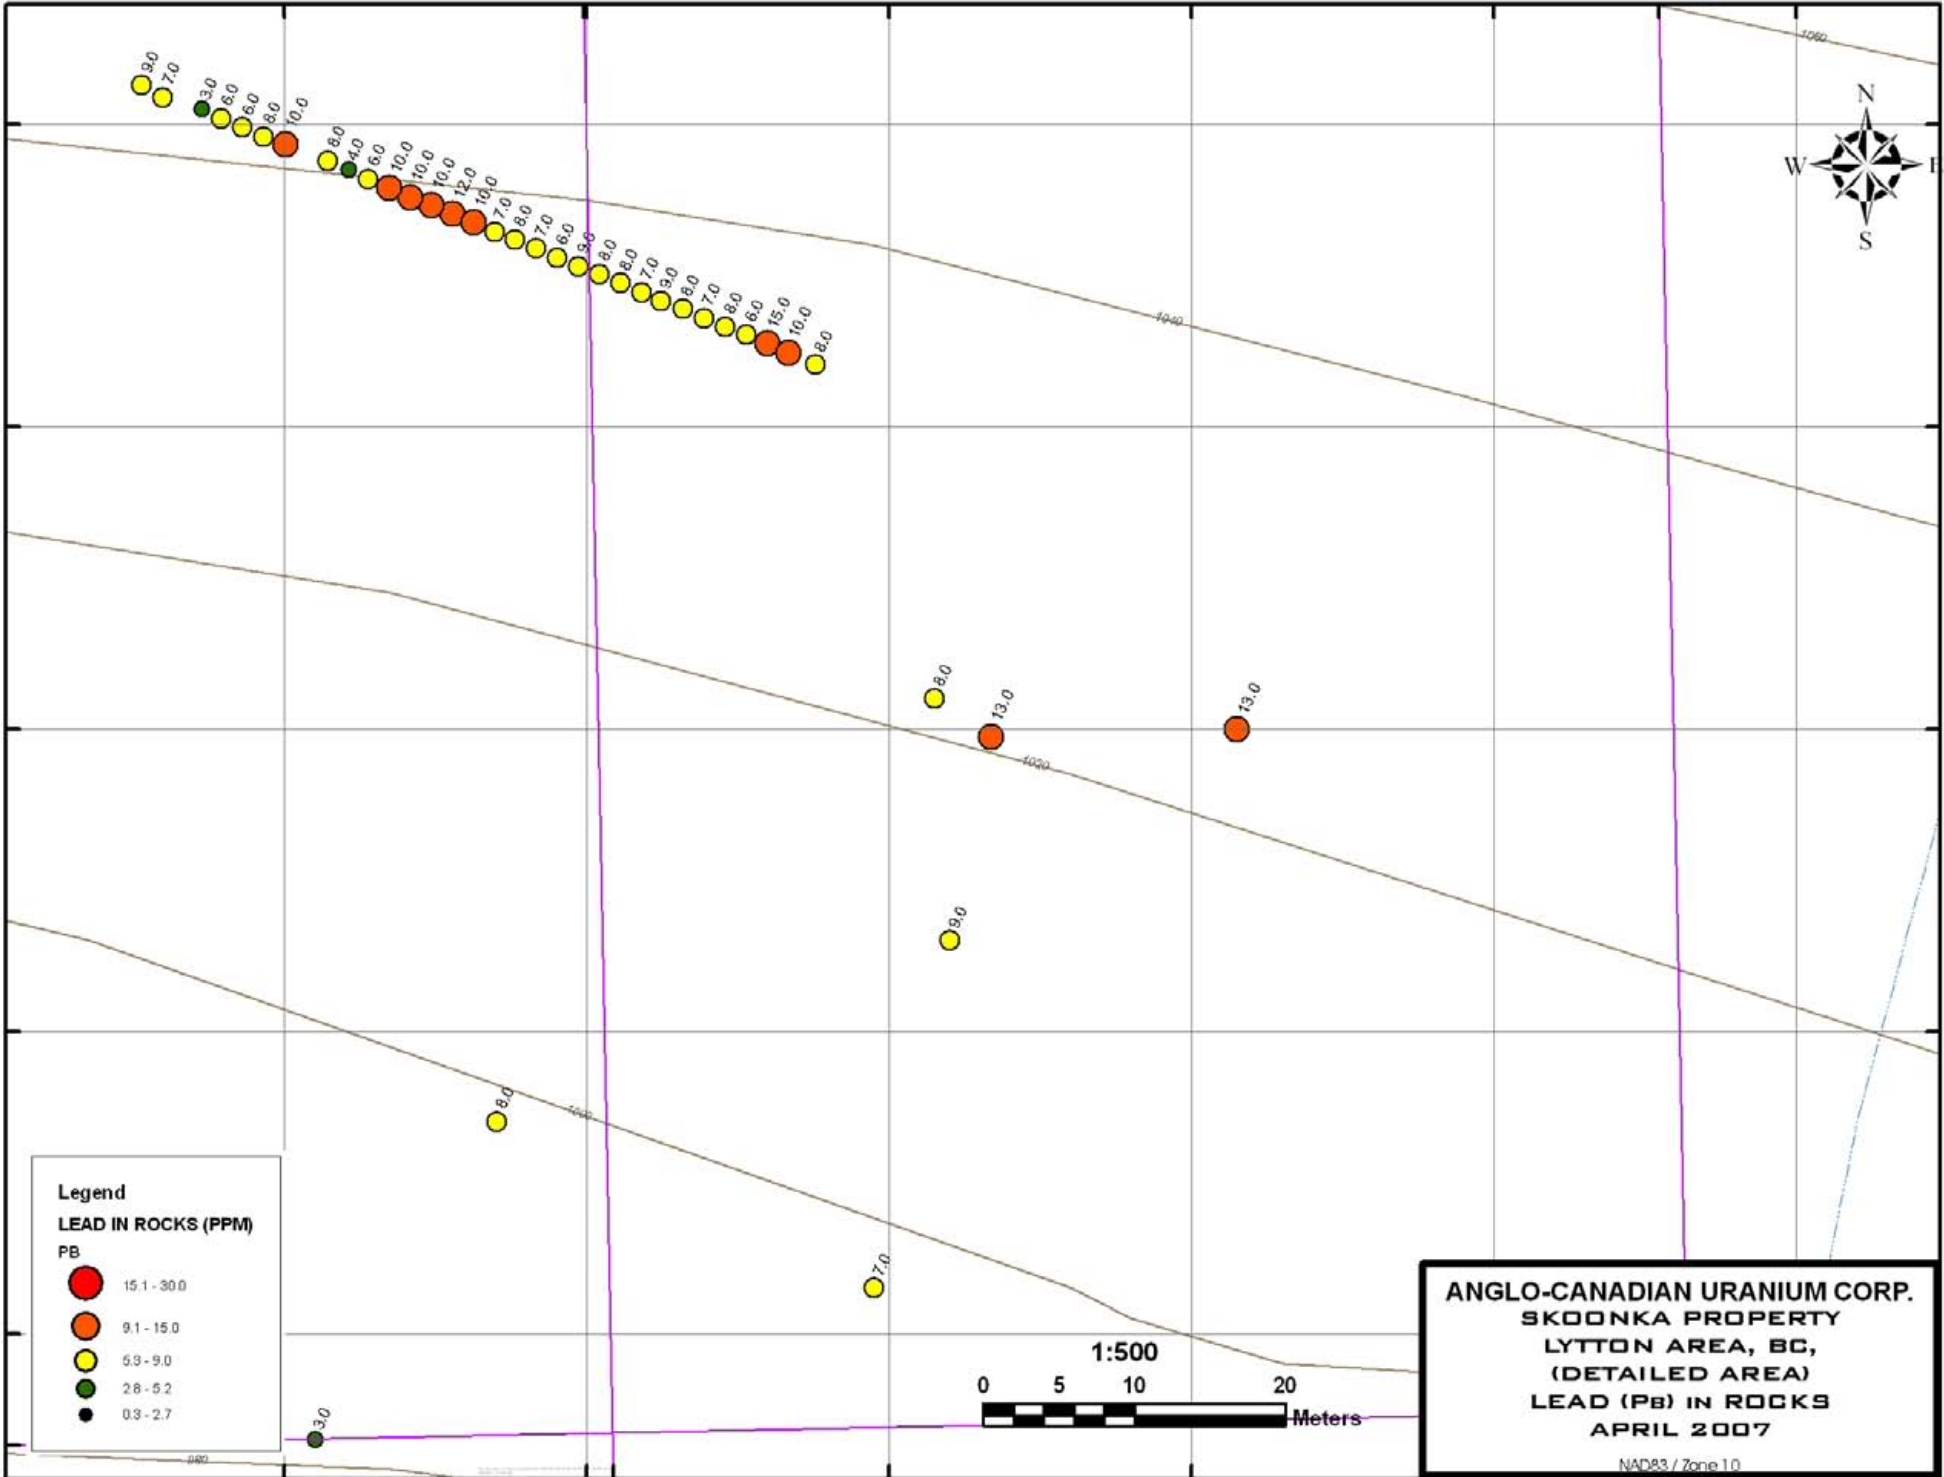 1060
N
W
S
9.0
7.0
3.0
6.0
6.0
8.0
10.0
8.0
4.0
6.0
10.0
10.0
10.0
12.0
10.0
7.0
8.0
7.0
6.0
9.0
8.0
8.0
7.0
9.0
8.0
7.0
8.0
6.0
15.0
10.0
8.0
1040
8.0
13.0
13.0
1020
9.0
8.0
1000
7.0
3.0
980
Legend
LEAD IN ROCKS (PPM)
PB
15.1 - 30.0
9.1 - 15.0
5.3 - 9.0
2.8 - 5.2
0.3 - 2.7
1:500
0 5 10 20
Meters
ANGLO-CANADIAN URANIUM CORP.
SKOONKA PROPERTY
LYTTON AREA, BC,
(DETAILED AREA)
LEAD (PB) IN ROCKS
APRIL 2007
NAD83 / Zone 10